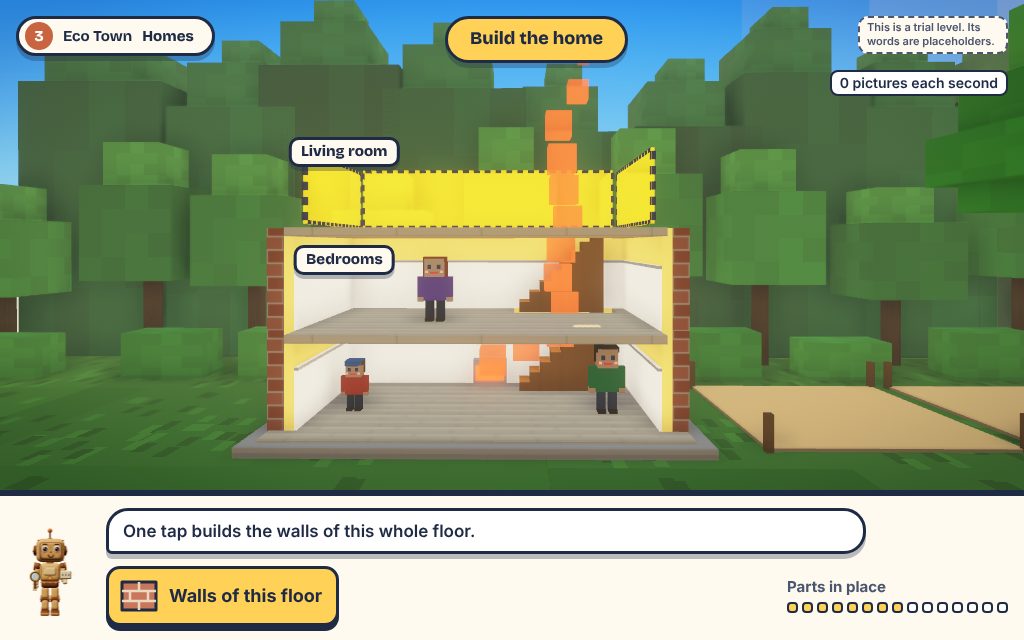 3 Eco Town Homes
Build the home
This is a trial level. Its
words are placeholders.
0 pictures each second
Living room
Bedrooms
One tap builds the walls of this whole floor.
Walls of this floor
Parts in place